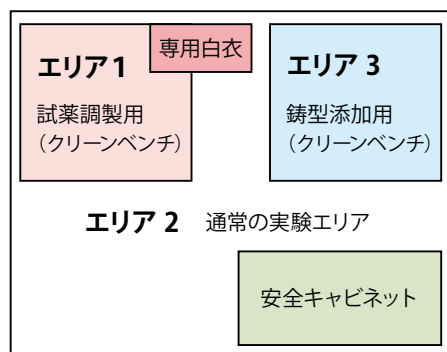 エリア 1
専用白衣
試薬調製用
（クリーンベンチ）
エリア 3
鋳型添加用
（クリーンベンチ）
エリア 2 通常の実験エリア
安全キャビネット